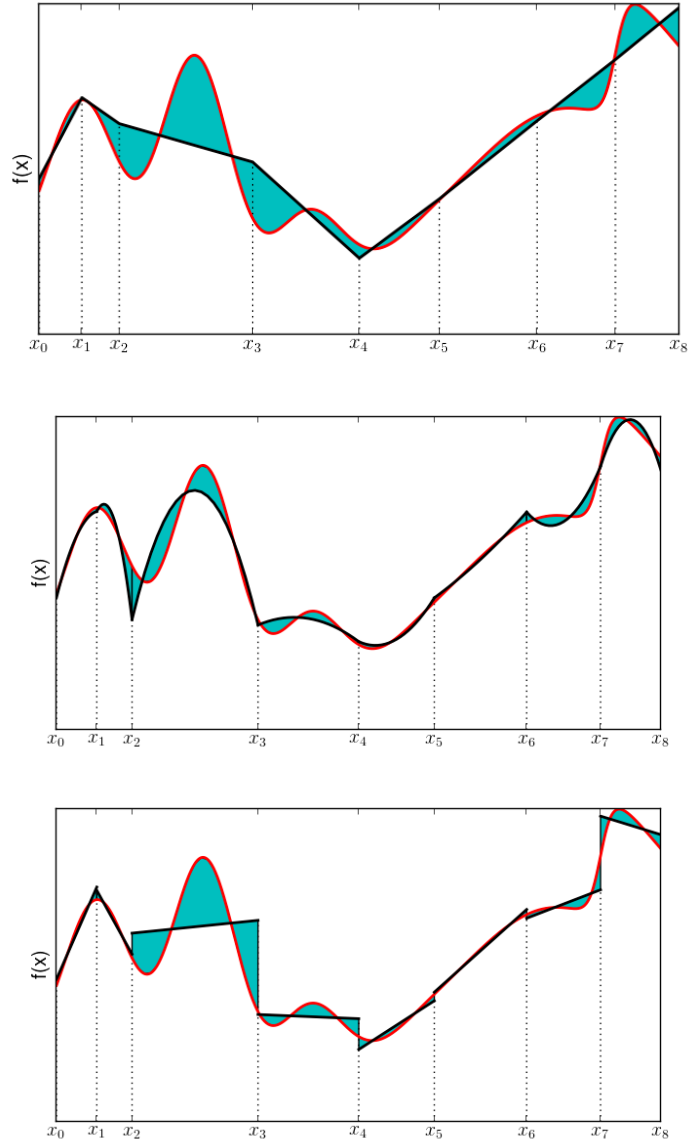 f(x)
x₀ x₁ x₂ x₃ x₄ x₅ x₆ x₇ x₈
f(x)
x₀ x₁ x₂ x₃ x₄ x₅ x₆ x₇ x₈
f(x)
x₀ x₁ x₂ x₃ x₄ x₅ x₆ x₇ x₈